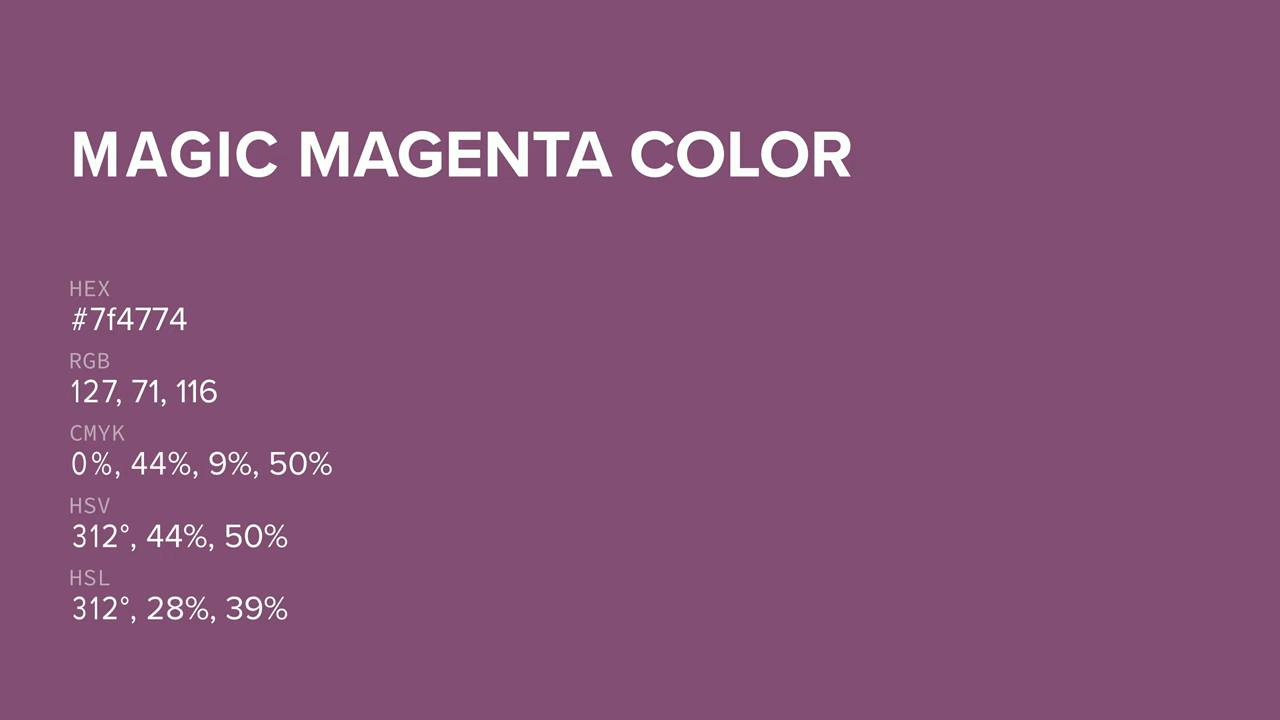 MAGIC MAGENTA COLOR
HEX
#7f4774
RGB
127, 71, 116
CMYK
0%, 44%, 9%, 50%
HSV
312°, 44%, 50%
HSL
312°, 28%, 39%